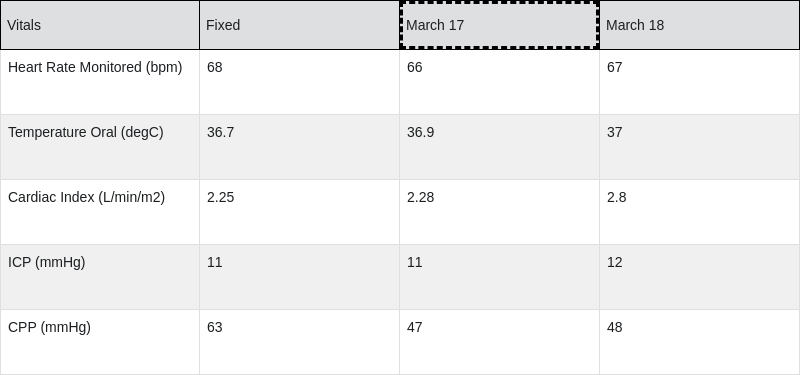 Vitals Fixed March 17 March 18
Heart Rate Monitored (bpm) 68 66 67
Temperature Oral (degC) 36.7 36.9 37
Cardiac Index (L/min/m2) 2.25 2.28 2.8
ICP (mmHg) 11 11 12
CPP (mmHg) 63 47 48